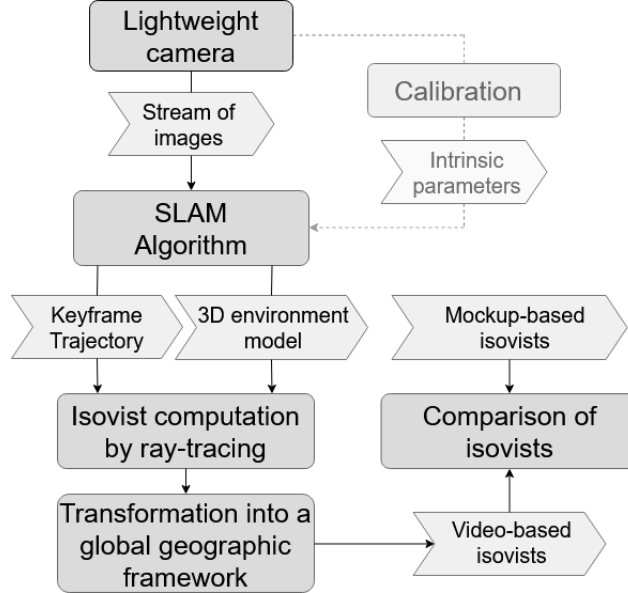 Lightweight
camera
Stream of
images
Calibration
Intrinsic
parameters
SLAM
Algorithm
Keyframe
Trajectory
3D environment
model
Mockup-based
isovists
Isovist computation
by ray-tracing
Comparison of
isovists
Transformation into a
global geographic
framework
Video-based
isovists